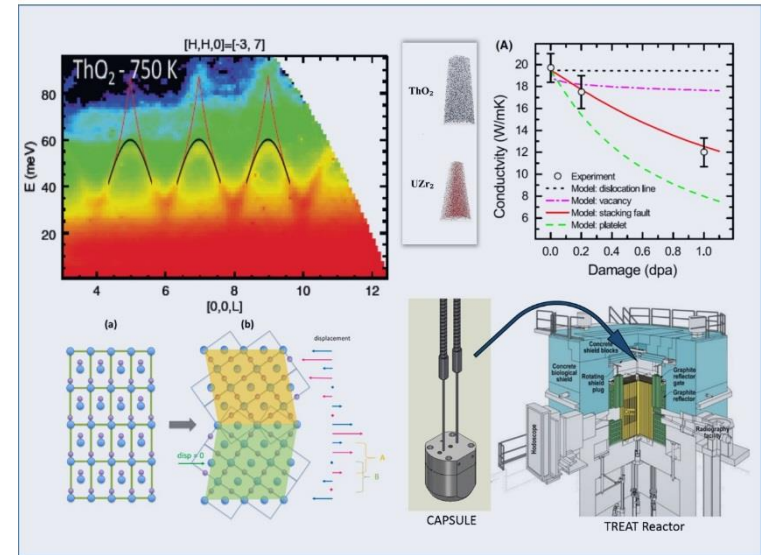 [H,H,0]=[-3, 7]
ThO₂ - 750 K
E (meV)
80
60
40
20
4 6 8 10 12
[0,0,L]
ThO₂
UZr₂
(A)
Conductivity (W/mK)
20
18
16
14
12
10
8
6
Experiment
Model: dislocation line
Model: vacancy
Model: stacking fault
Model: platelet
0.0 0.2 0.4 0.6 0.8 1.0
Damage (dpa)
(a)
(b)
displacement
disp > 0
A
B
CAPSULE
Concrete
shield blocks
Concrete
biological
shield
Rotating
shield
plug
Graphite
reflector
gate
Graphite
reflector
Radiography
facility
Hodoscope
TREAT Reactor